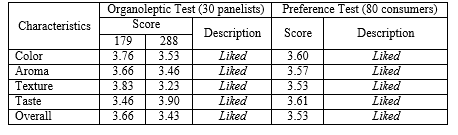 Characteristics Organoleptic Test (30 panelists) Preference Test (80 consumers)
Score Description Score Description
179 288
Color 3.76 3.53 Liked 3.60 Liked
Aroma 3.66 3.46 Liked 3.57 Liked
Texture 3.83 3.23 Liked 3.53 Liked
Taste 3.46 3.90 Liked 3.61 Liked
Overall 3.66 3.43 Liked 3.53 Liked